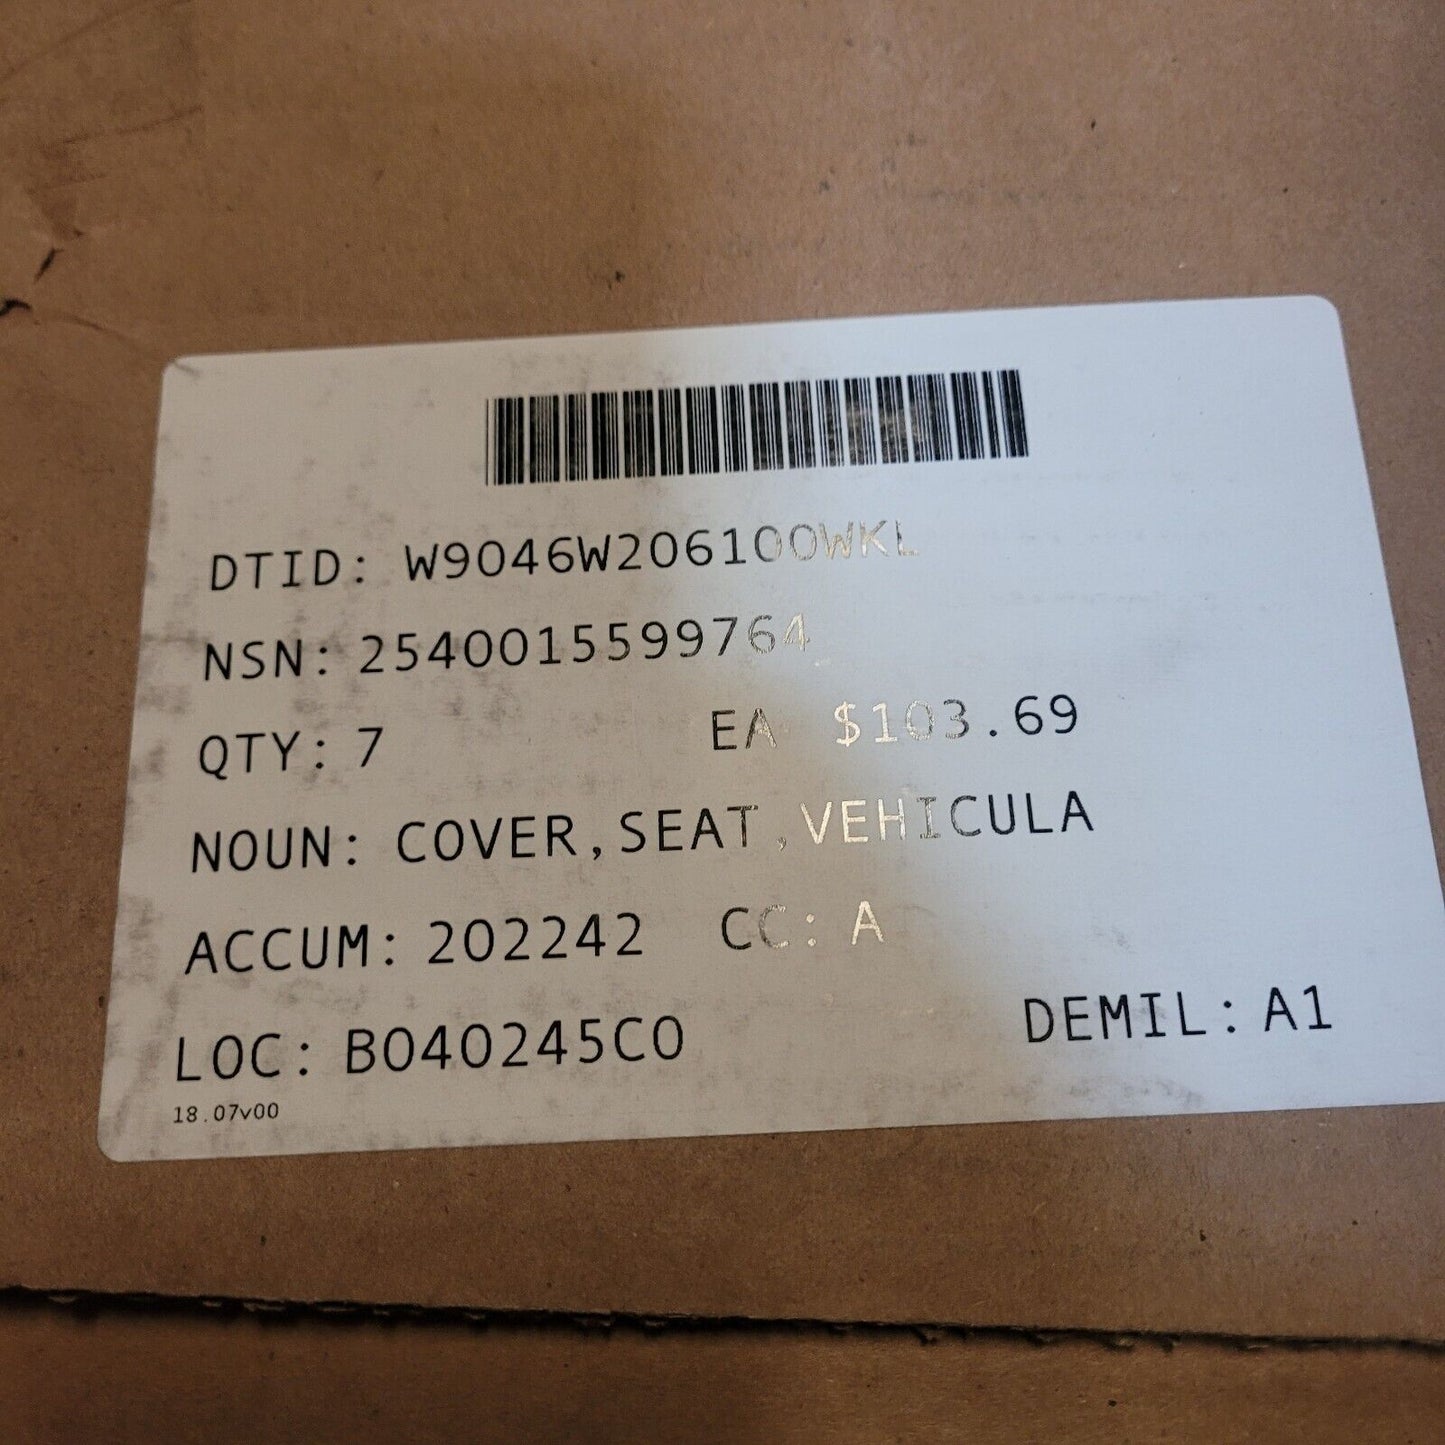 DTID: W9046W206100WKL
NSN: 2540015599764
QTY: 7 EA $103.69
NOUN: COVER,SEAT,VEHICULA
ACCUM: 202242 CC: A
LOC: B040245C0 DEMIL: A1
18.07v00